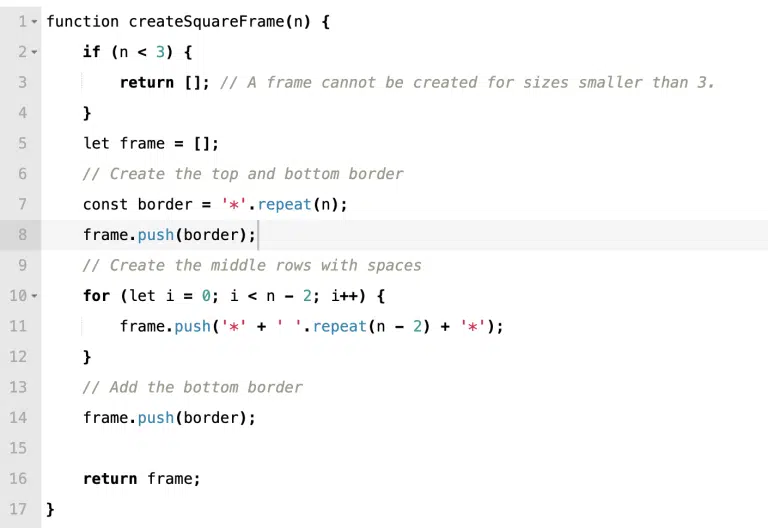 1 function createSquareFrame(n) {
2     if (n < 3) {
3         return []; // A frame cannot be created for sizes smaller than 3.
4     }
5     let frame = [];
6     // Create the top and bottom border
7     const border = '*'.repeat(n);
8     frame.push(border);
9     // Create the middle rows with spaces
10     for (let i = 0; i < n - 2; i++) {
11         frame.push('*' + ' '.repeat(n - 2) + '*');
12     }
13     // Add the bottom border
14     frame.push(border);
15
16     return frame;
17 }